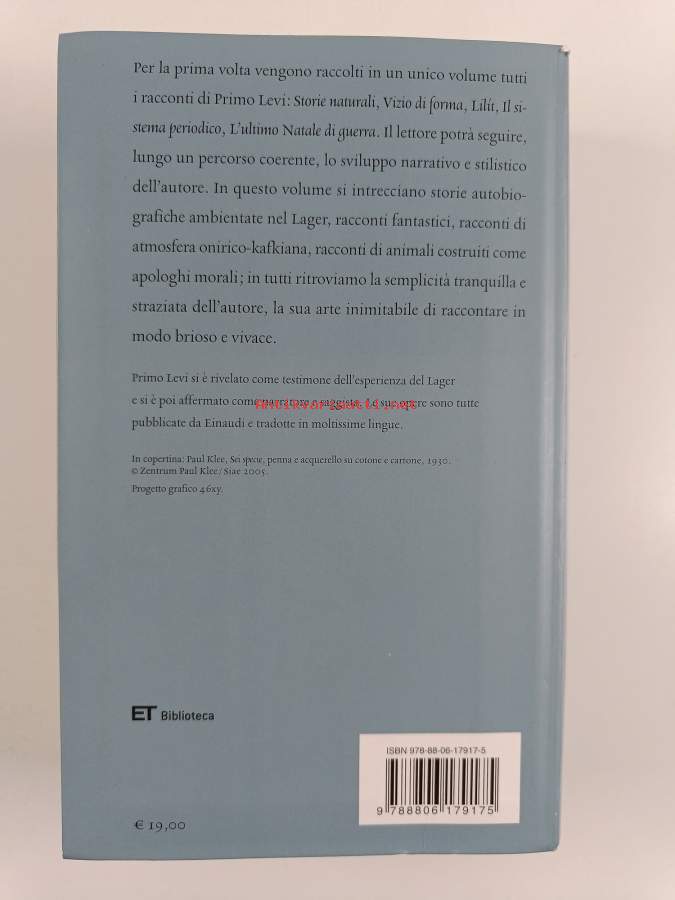 Per la prima volta vengono raccolti in un unico volume tutti
i racconti di Primo Levi: Storie naturali, Vizio di forma, Lilít, Il si-
stema periodico, L'ultimo Natale di guerra. Il lettore potrà seguire,
lungo un percorso coerente, lo sviluppo narrativo e stilistico
dell'autore. In questo volume si intrecciano storie autobio-
grafiche ambientate nel Lager, racconti fantastici, racconti di
atmosfera onirico-kafkiana, racconti di animali costruiti come
apologhi morali; in tutti ritroviamo la semplicità tranquilla e
straziata dell'autore, la sua arte inimitabile di raccontare in
modo brioso e vivace.
Primo Levi si è rivelato come testimone dell'esperienza del Lager
e si è poi affermato come narratore e saggista. Le sue opere sono tutte
Antikvariaatti.net
pubblicate da Einaudi e tradotte in moltissime lingue.
In copertina: Paul Klee, Sei specie, penna e acquerello su cotone e cartone, 1930.
© Zentrum Paul Klee / Siae 2005.
Progetto grafico 46xy.
ET Biblioteca
ISBN 978-88-06-17917-5
9 788806 179175
€ 19,00